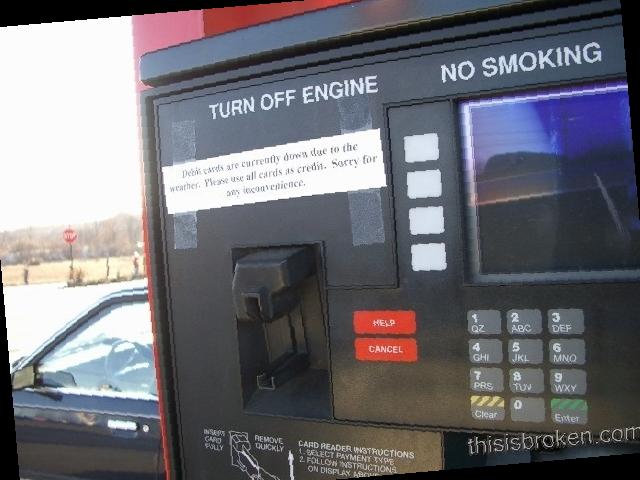 NO SMOKING
TURN OFF ENGINE
Debit cards are currently down due to the
weather. Please use all cards as credit. Sorry for
any inconvenience.
STOP
HELP
CANCEL
1 QZ
2 ABC
3 DEF
4 GHI
5 JKL
6 MNO
7 PRS
8 TUV
9 WXY
Clear
0
Enter
INSERT
CARD
FULLY
REMOVE
QUICKLY
CARD READER INSTRUCTIONS
1. SELECT PAYMENT TYPE
2. FOLLOW INSTRUCTIONS
ON DISPLAY ABOVE
thisisbroken.com